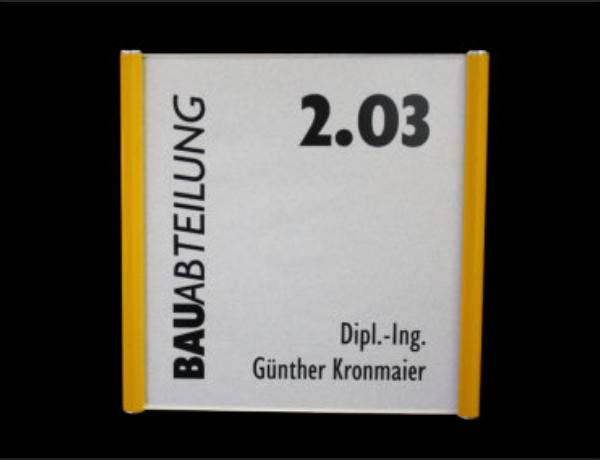 BAUABTEILUNG
2.03
Dipl.-Ing.
Günther Kronmaier